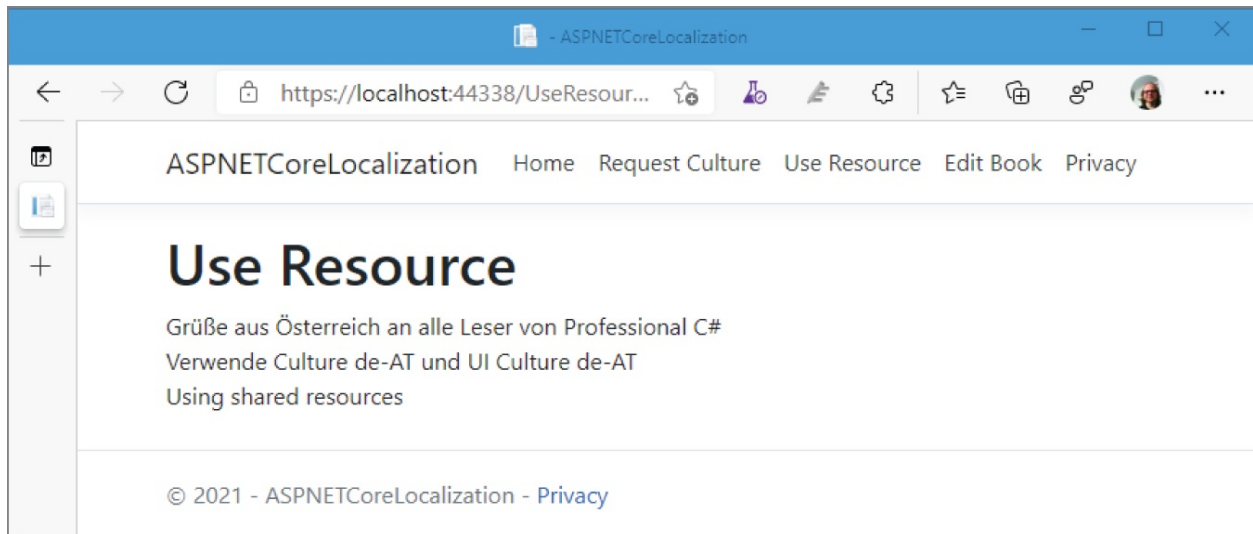 - ASPNETCoreLocalization
https://localhost:44338/UseResour...
ASPNETCoreLocalization Home Request Culture Use Resource Edit Book Privacy
Use Resource
Grüße aus Österreich an alle Leser von Professional C#
Verwende Culture de-AT und UI Culture de-AT
Using shared resources
© 2021 - ASPNETCoreLocalization - Privacy